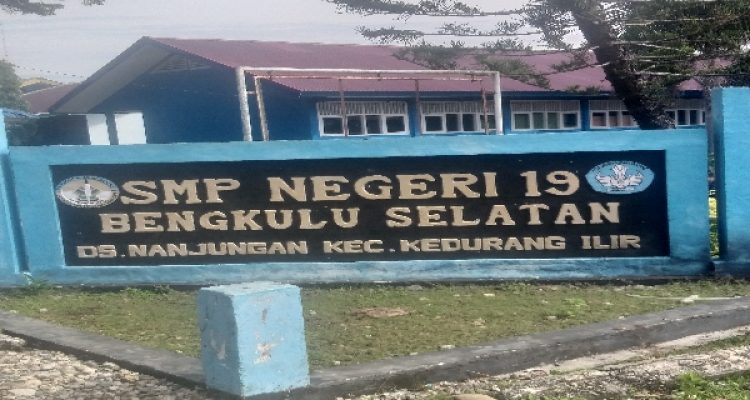 SMP NEGERI 19
BENGKULU SELATAN
DS.NANJUNGAN KEC.KEDURANG ILIR